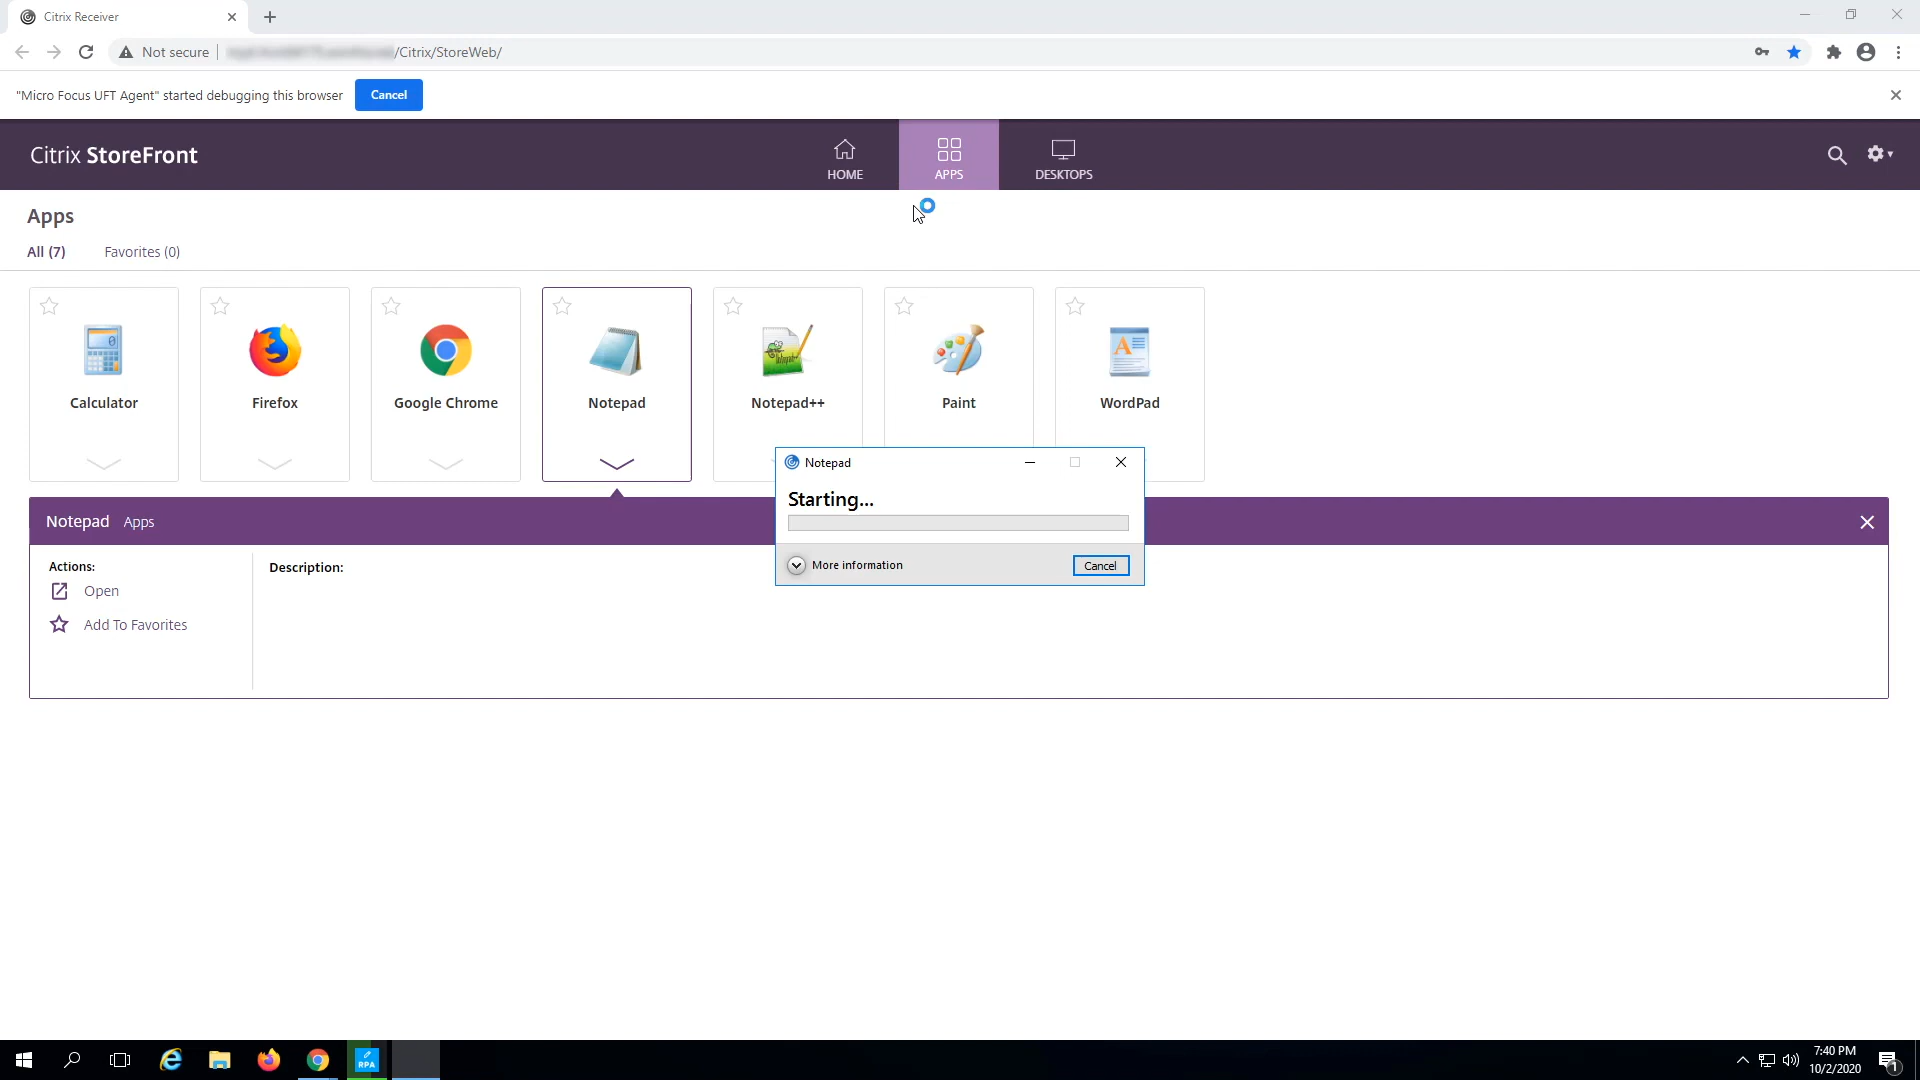 Citrix Receiver
Not secure
/Citrix/StoreWeb/
"Micro Focus UFT Agent" started debugging this browser
Cancel
Citrix StoreFront
HOME
APPS
DESKTOPS
Apps
All (7)
Favorites (0)
Calculator
Firefox
Google Chrome
Notepad
Notepad++
Paint
WordPad
Notepad
Starting...
More information
Cancel
Notepad Apps
Actions:
Open
Add To Favorites
Description:
RPA
7:40 PM
10/2/2020
1